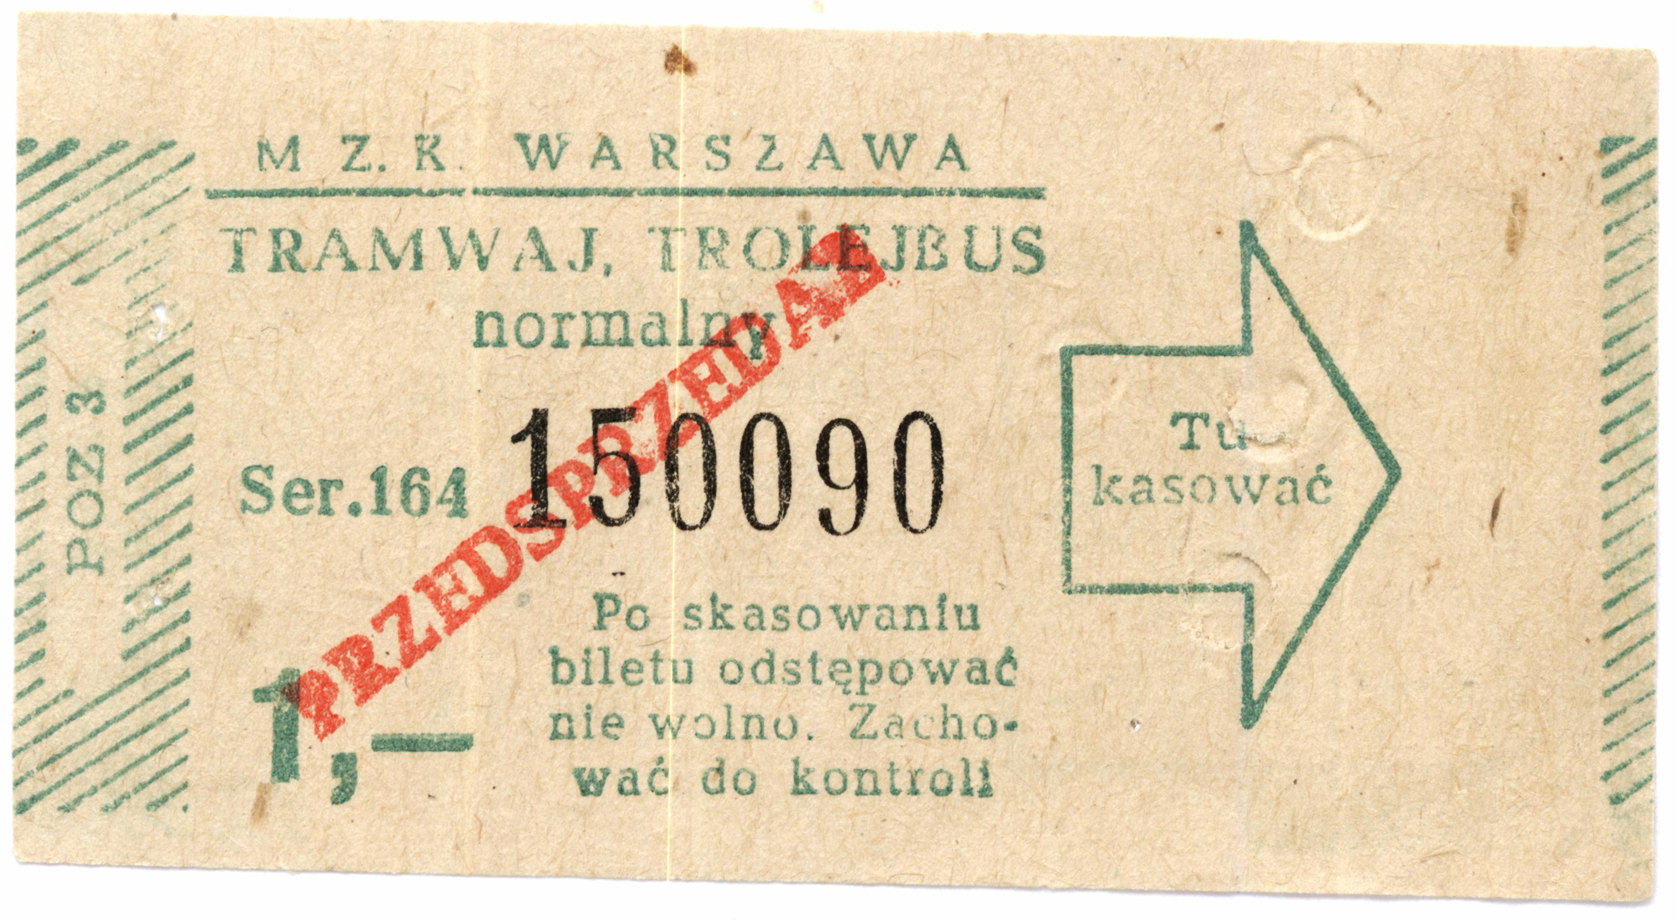 M Z. K. WARSZAWA
TRAMWAJ, TROLEJBUS
normalny
PRZEDSPRZEDAŻ
POZ 3
Ser.164 150090
Tu
kasować
1,—
Po skasowaniu
biletu odstępować
nie wolno. Zacho-
wać do kontroli